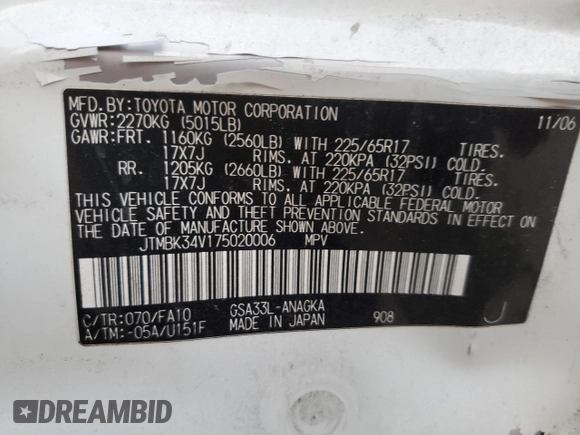 MFD.BY:TOYOTA MOTOR CORPORATION 11/06
GVWR:2270KG (5015LB)
GAWR:FRT. 1160KG (2560LB) WITH 225/65R17 TIRES.
17X7J RIMS. AT 220KPA (32PSI) COLD.
RR. 1205KG (2660LB) WITH 225/65R17 TIRES.
17X7J RIMS. AT 220KPA (32PSI) COLD.
THIS VEHICLE CONFORMS TO ALL APPLICABLE FEDERAL MOTOR
VEHICLE SAFETY AND THEFT PREVENTION STANDARDS IN EFFECT ON
THE DATE OF MANUFACTURE SHOWN ABOVE.
JTMBK34V175020006 MPV
C/TR:070/FA10 GSA33L-ANAGKA
A/TM:-05A/U151F MADE IN JAPAN 908 J
DREAMBID